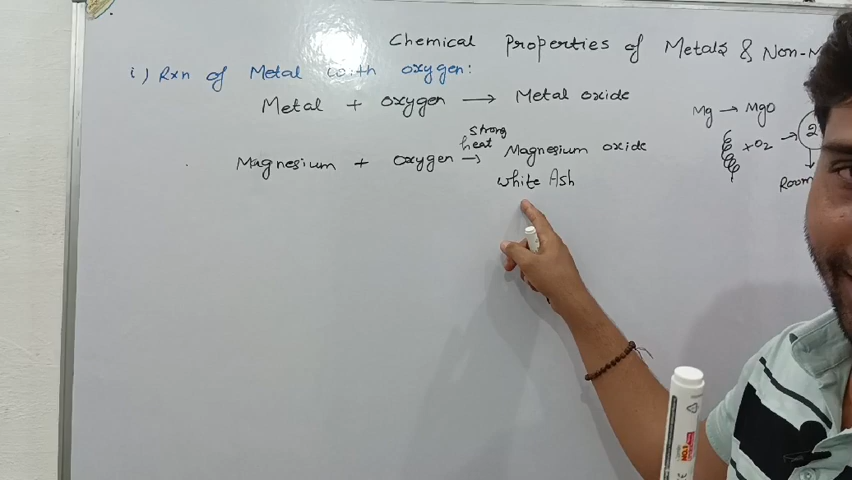 Chemical Properties of Metals & Non-M
i) Rxn of Metal with oxygen:
Metal + oxygen → Metal oxide
Mg → MgO
strong
heat
Magnesium + oxygen → Magnesium oxide
+O2
2
white Ash
Room